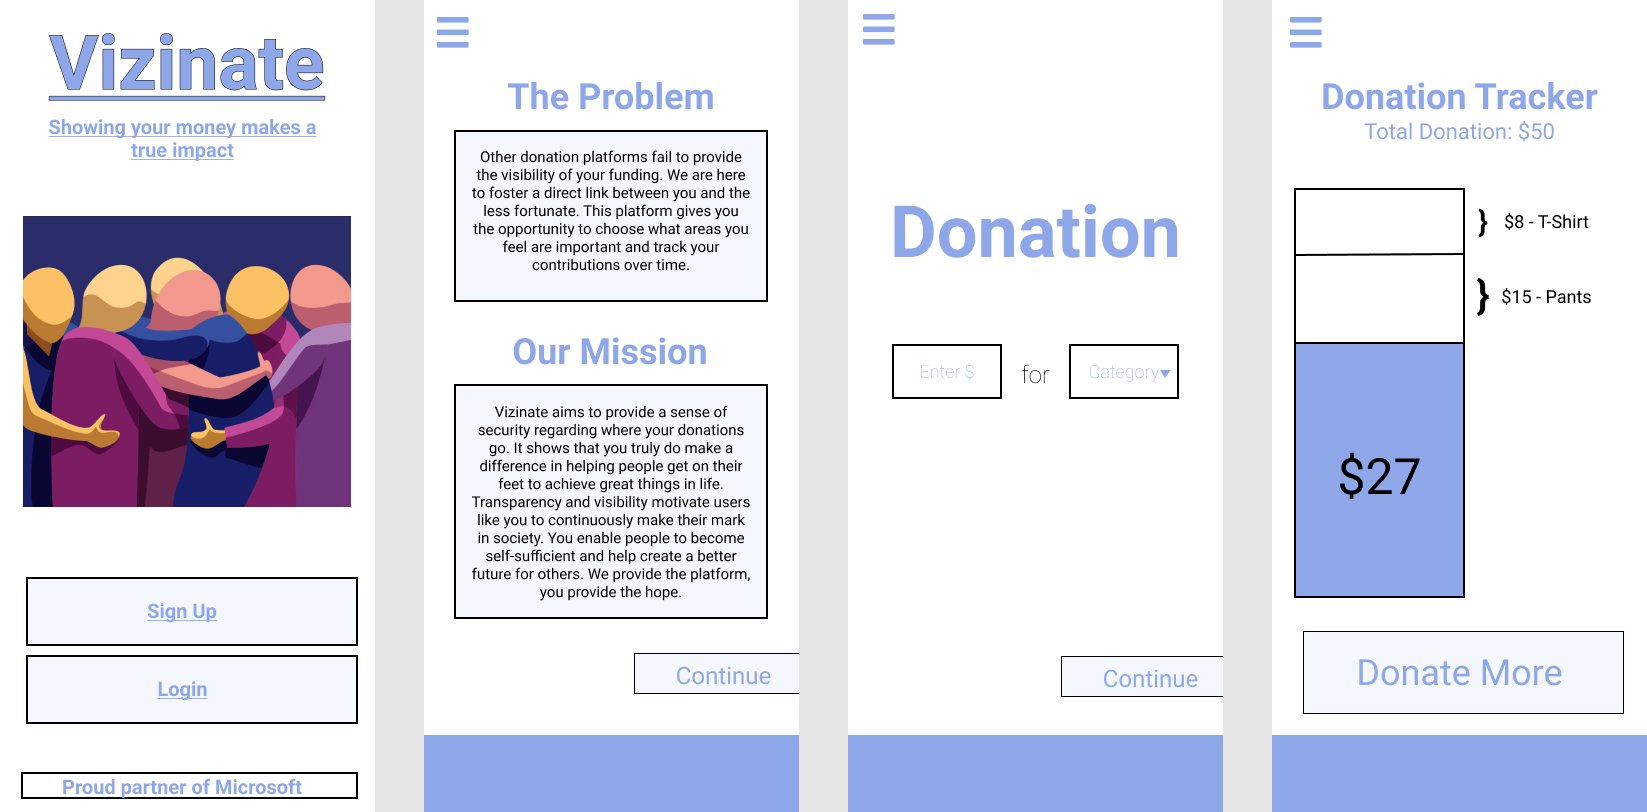 Vizinate
Showing your money makes a
true impact
Sign Up
Login
Proud partner of Microsoft
The Problem
Other donation platforms fail to provide
the visibility of your funding. We are here
to foster a direct link between you and the
less fortunate. This platform gives you
the opportunity to choose what areas you
feel are important and track your
contributions over time.
Our Mission
Vizinate aims to provide a sense of
security regarding where your donations
go. It shows that you truly do make a
difference in helping people get on their
feet to achieve great things in life.
Transparency and visibility motivate users
like you to continuously make their mark
in society. You enable people to become
self-sufficient and help create a better
future for others. We provide the platform,
you provide the hope.
Continue
Donation
Enter $ for Category
Continue
Donation Tracker
Total Donation: $50
} $8 - T-Shirt
} $15 - Pants
$27
Donate More